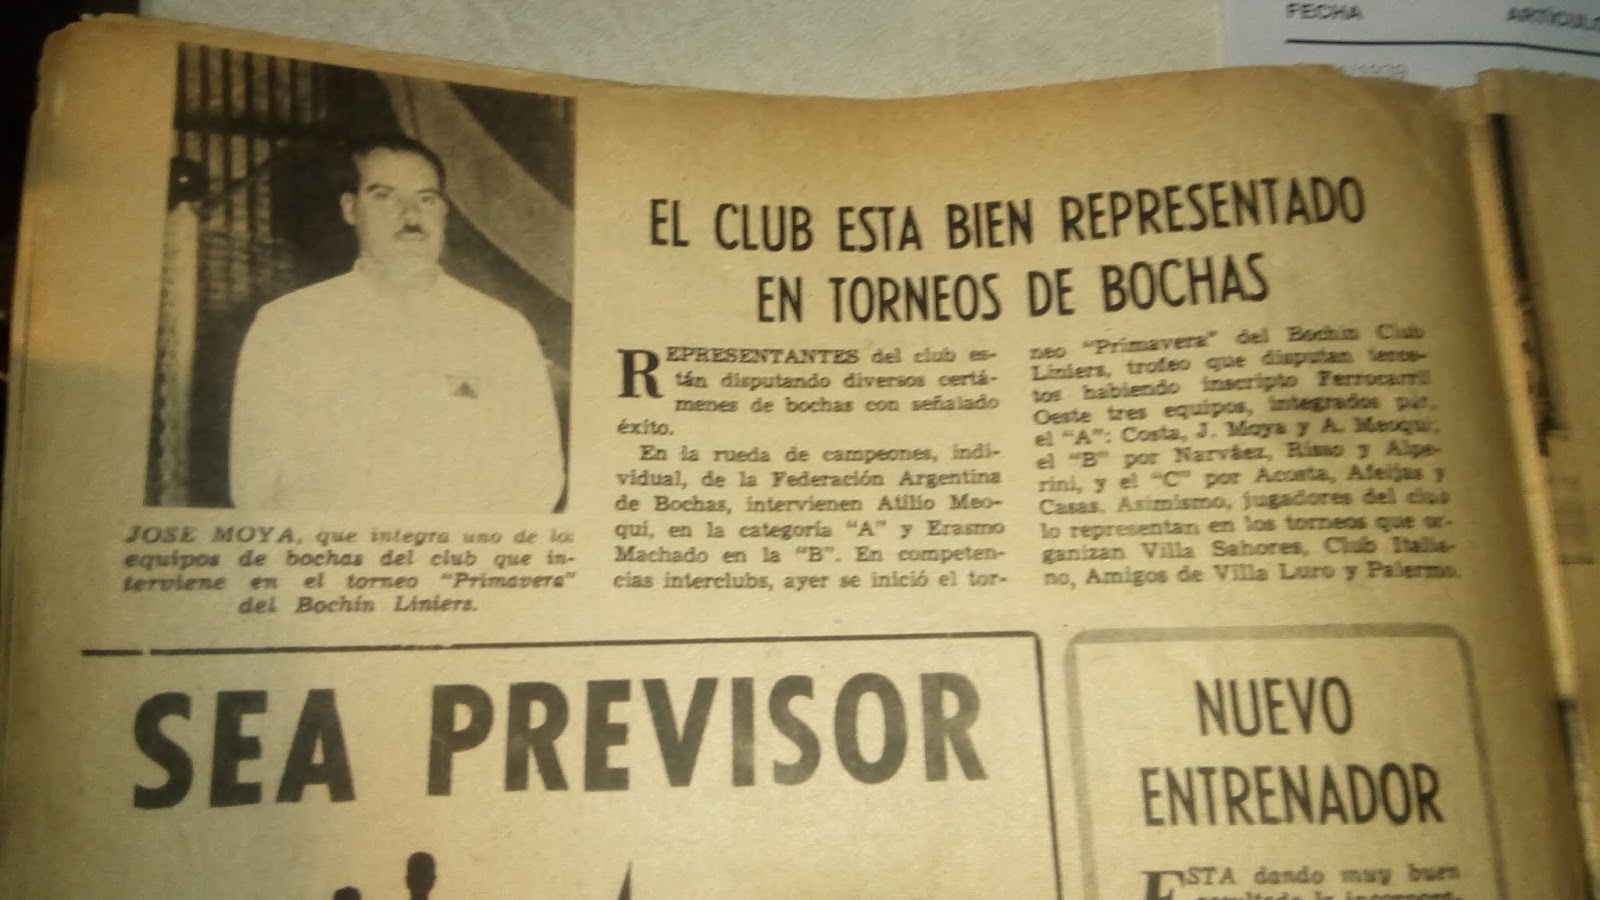 FECHA
ARTICULO
EL CLUB ESTA BIEN REPRESENTADO
EN TORNEOS DE BOCHAS
JOSE MOYA, que integra uno de los
equipos de bochas del club que in-
terviene en el torneo "Primavera"
del Bochín Liniers.
REPRESENTANTES del club es-
tán disputando diversos certá-
menes de bochas con señalado
éxito.
En la rueda de campeones, indi-
vidual, de la Federación Argentina
de Bochas, intervienen Atilio Meo-
qui, en la categoría "A" y Erasmo
Machado en la "B". En competen-
cias interclubs, ayer se inició el tor-
neo "Primavera" del Bochín Club
Liniers, trofeo que disputan terce-
tos habiendo inscripto Ferrocarril
Oeste tres equipos, integrados por,
el "A": Costa, J. Moya y A. Meoqui;
el "B" por Narváez, Risso y Alpe-
rini, y el "C" por Acosta, Afeijas y
Casas. Asimismo, jugadores del club
lo representan en los torneos que or-
ganizan Villa Sahores, Club Italia-
no, Amigos de Villa Luro y Palermo.
SEA PREVISOR
NUEVO
ENTRENADOR
ESTA dando muy buen